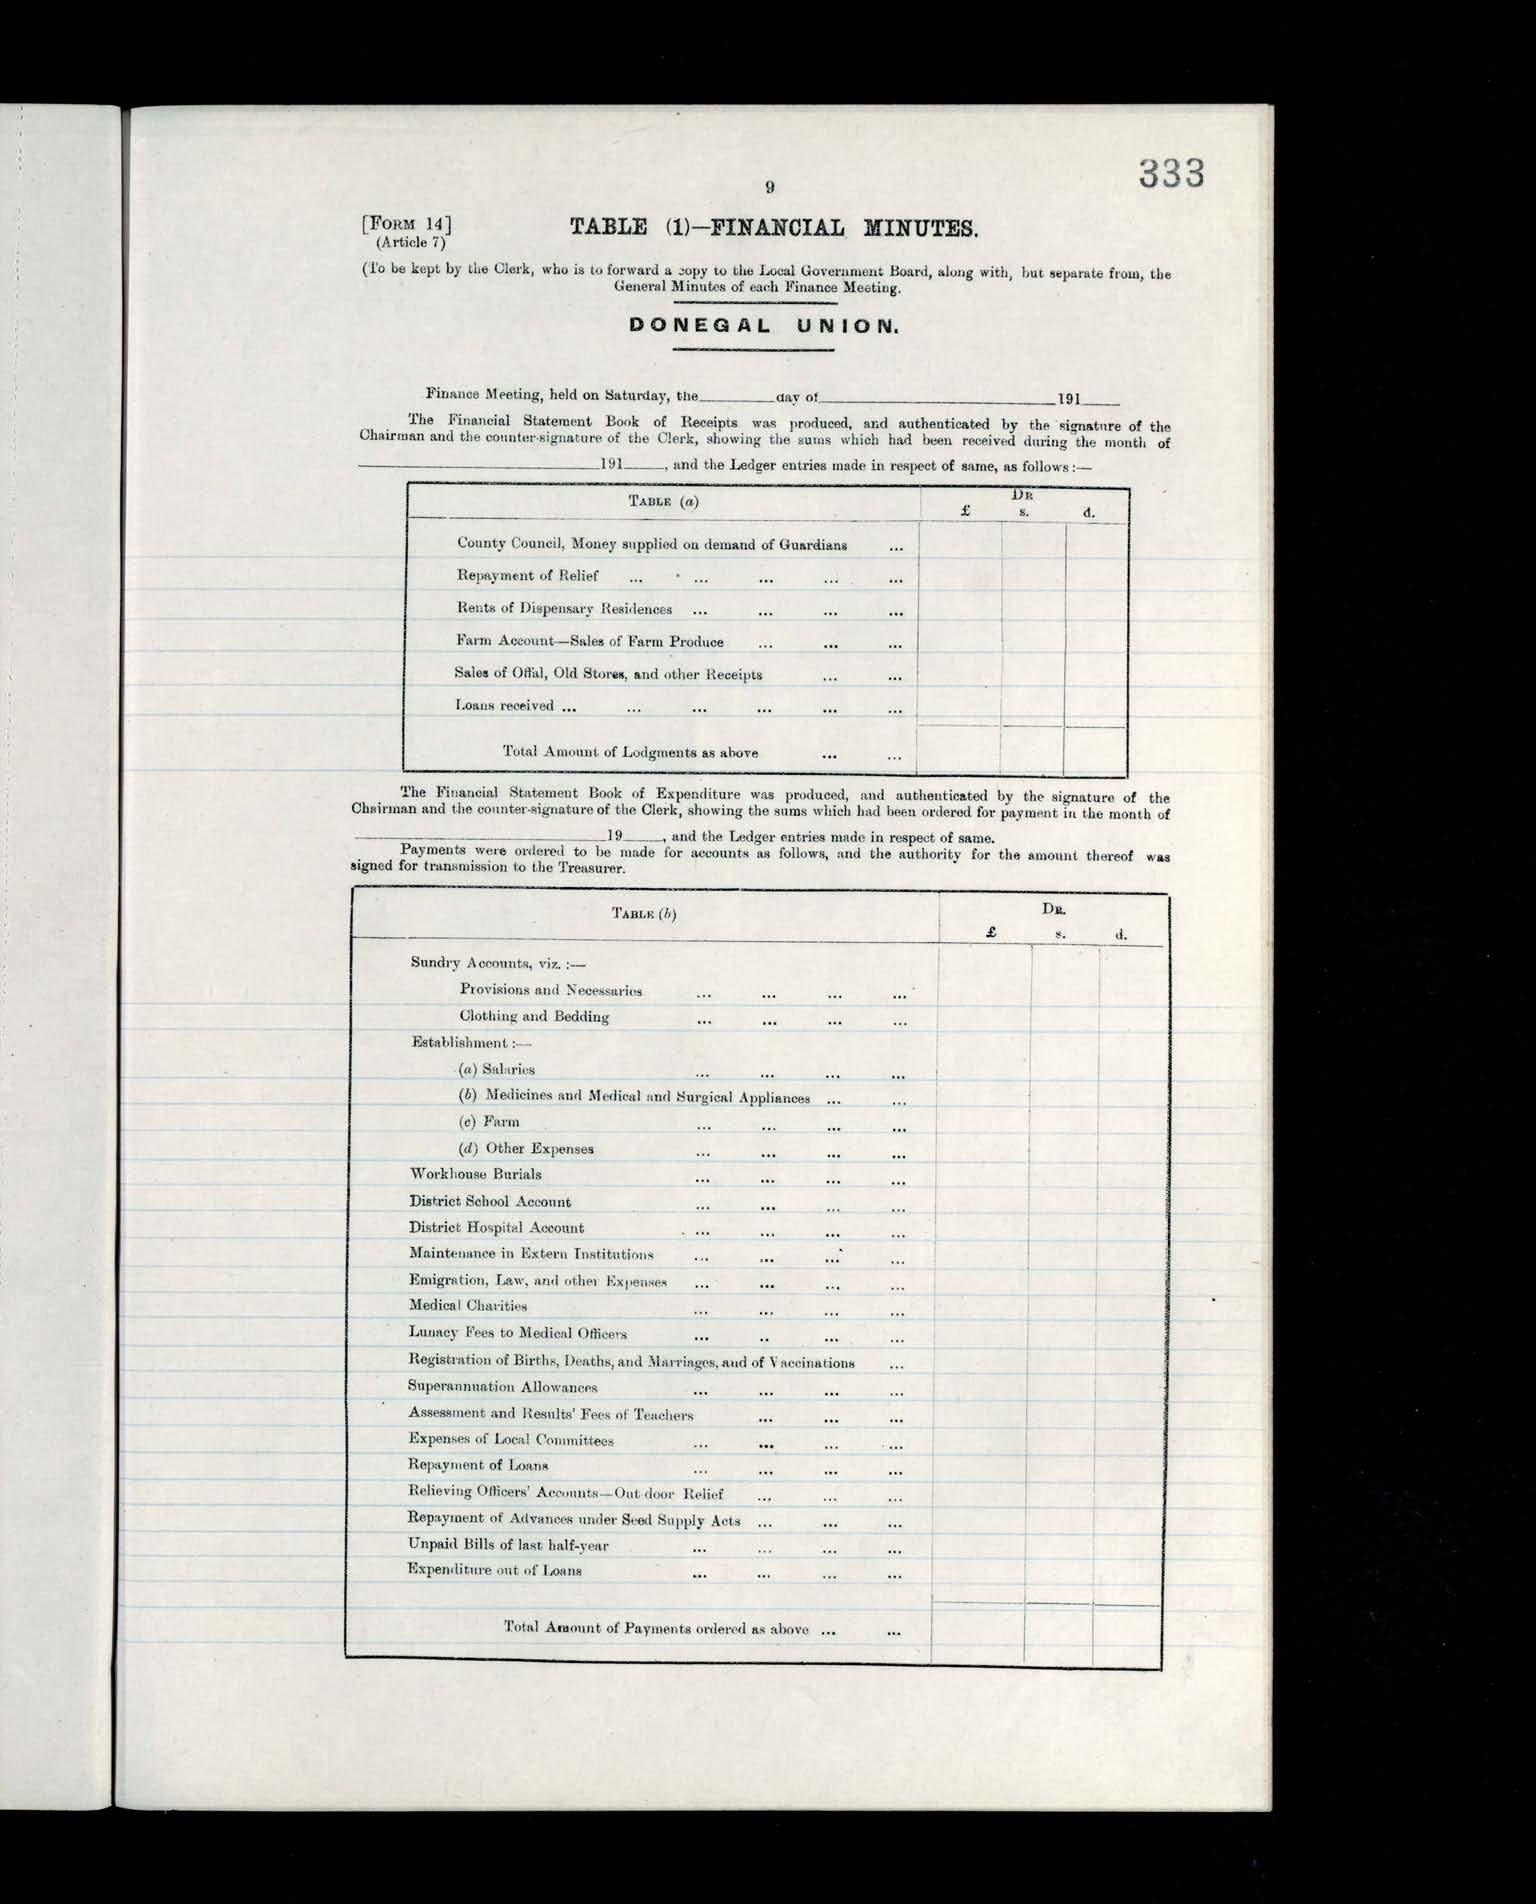 333
9
[FORM 14]
TABLE (1)—FINANCIAL MINUTES.
(Article 7)
(To be kept by the Clerk, who is to forward a copy to the Local Government Board, along with, but separate from, the
General Minutes of each Finance Meeting.
DONEGAL UNION.
Finance Meeting, held on Saturday, the________day of________________________191____
The Financial Statement Book of Receipts was produced, and authenticated by the signature of the
Chairman and the counter-signature of the Clerk, showing the sums which had been received during the month of
________________________191____, and the Ledger entries made in respect of same, as follows :—
TABLE (a) DR
£ s. d.
County Council, Money supplied on demand of Guardians ...
Repayment of Relief ... ... ... ... ...
Rents of Dispensary Residences ... ... ... ...
Farm Account—Sales of Farm Produce ... ... ...
Sales of Offal, Old Stores, and other Receipts ... ...
Loans received ... ... ... ... ... ...
Total Amount of Lodgments as above ... ...
The Financial Statement Book of Expenditure was produced, and authenticated by the signature of the
Chairman and the counter-signature of the Clerk, showing the sums which had been ordered for payment in the month of
________________________19____, and the Ledger entries made in respect of same.
Payments were ordered to be made for accounts as follows, and the authority for the amount thereof was
signed for transmission to the Treasurer.
TABLE (b) DR.
£ s. d.
Sundry Accounts, viz. :—
Provisions and Necessaries ... ... ... ...
Clothing and Bedding ... ... ... ...
Establishment :—
(a) Salaries ... ... ... ...
(b) Medicines and Medical and Surgical Appliances ... ...
(c) Farm ... ... ... ...
(d) Other Expenses ... ... ... ...
Workhouse Burials ... ... ... ...
District School Account ... ... ... ...
District Hospital Account ... ... ... ...
Maintenance in Extern Institutions ... ... ... ...
Emigration, Law, and other Expenses ... ... ... ...
Medical Charities ... ... ... ...
Lunacy Fees to Medical Officers ... .. ... ...
Registration of Births, Deaths, and Marriages, and of Vaccinations ...
Superannuation Allowances ... ... ... ...
Assessment and Results' Fees of Teachers ... ... ...
Expenses of Local Committees ... ... ... ...
Repayment of Loans ... ... ... ...
Relieving Officers' Accounts—Out-door Relief ... ... ...
Repayment of Advances under Seed Supply Acts ... ... ...
Unpaid Bills of last half-year ... ... ... ...
Expenditure out of Loans ... ... ... ...
Total Amount of Payments ordered as above ... ...